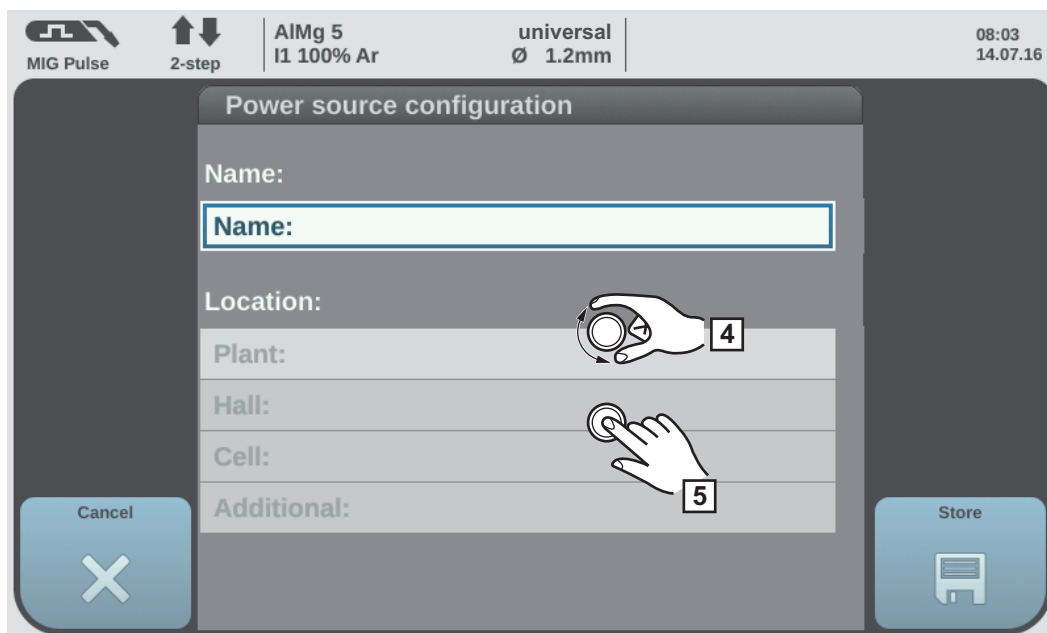 MIG Pulse
2-step
AlMg 5
I1 100% Ar
universal
Ø 1.2mm
08:03
14.07.16
Power source configuration
Name:
Name:
Location:
4
Plant:
Hall:
Cell:
5
Additional:
Cancel
Store